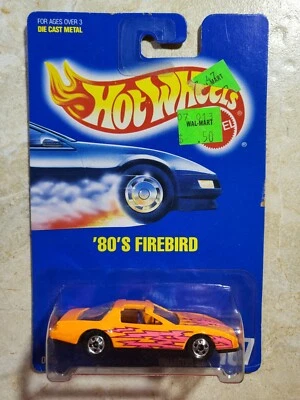 FOR AGES OVER 3
DIE CAST METAL
HOT WHEELS
WAL-MART
.50
'80'S FIREBIRD